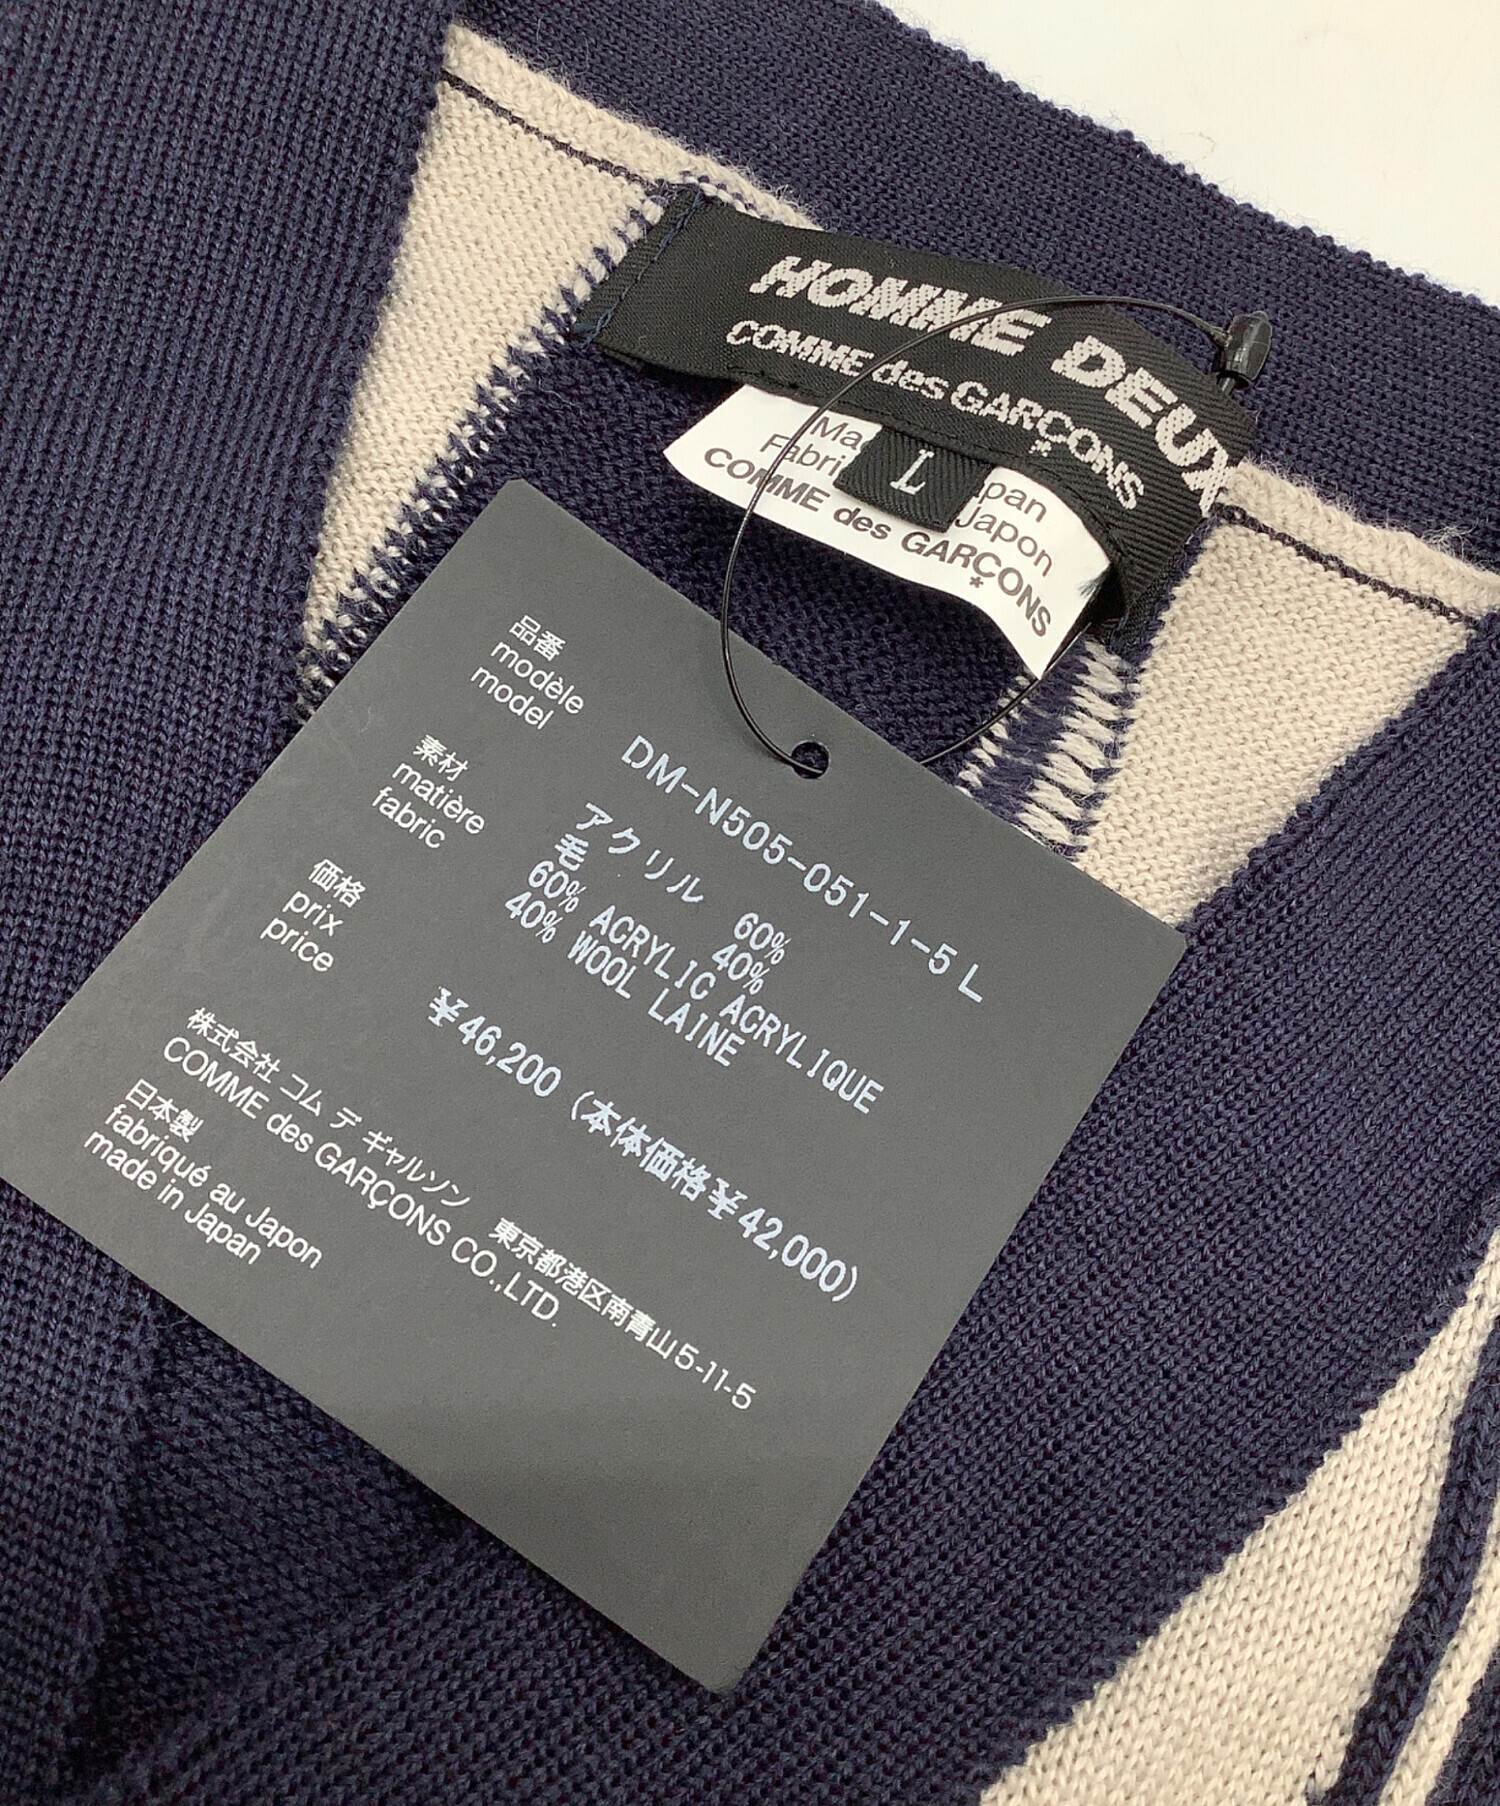 HOMME DEUX
COMME des GARÇONS
L
Ma pan
Fabri Japon
COMME des GARÇONS
品番
modèle
model
DM-N505-051-1-5 L
素材
matière
fabric
アクリル 60%
毛 40%
60% ACRYLIC ACRYLIQUE
40% WOOL LAINE
価格
prix
price
¥46,200 (本体価格¥42,000)
株式会社 コム デ ギャルソン 東京都港区南青山5-11-5
COMME des GARÇONS CO.,LTD.
日本製
fabriqué au Japon
made in Japan